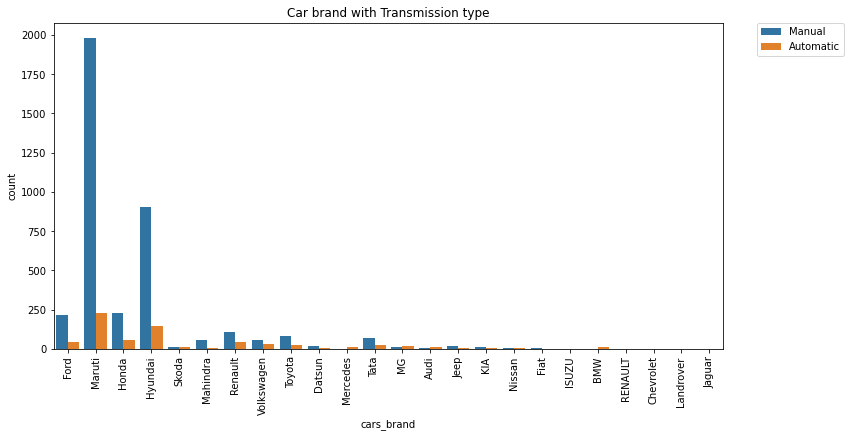 Car brand with Transmission type
Manual
Automatic
count
2000
1750
1500
1250
1000
750
500
250
0
Ford
Maruti
Honda
Hyundai
Skoda
Mahindra
Renault
Volkswagen
Toyota
Datsun
Mercedes
Tata
MG
Audi
Jeep
KIA
Nissan
Fiat
ISUZU
BMW
RENAULT
Chevrolet
Landrover
Jaguar
cars_brand